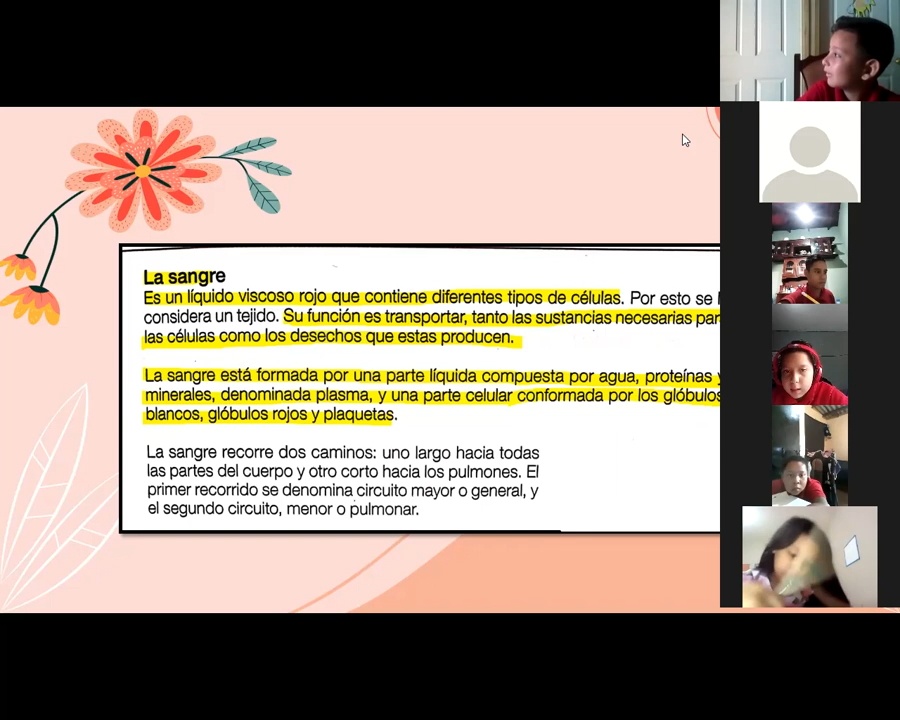 La sangre
Es un líquido viscoso rojo que contiene diferentes tipos de células. Por esto se
considera un tejido. Su función es transportar, tanto las sustancias necesarias
las células como los desechos que estas producen.
La sangre está formada por una parte líquida compuesta por agua, proteínas y
minerales, denominada plasma, y una parte celular conformada por los glóbulos
blancos, glóbulos rojos y plaquetas.
La sangre recorre dos caminos: uno largo hacia todas
las partes del cuerpo y otro corto hacia los pulmones. El
primer recorrido se denomina circuito mayor o general, y
el segundo circuito, menor o pulmonar.